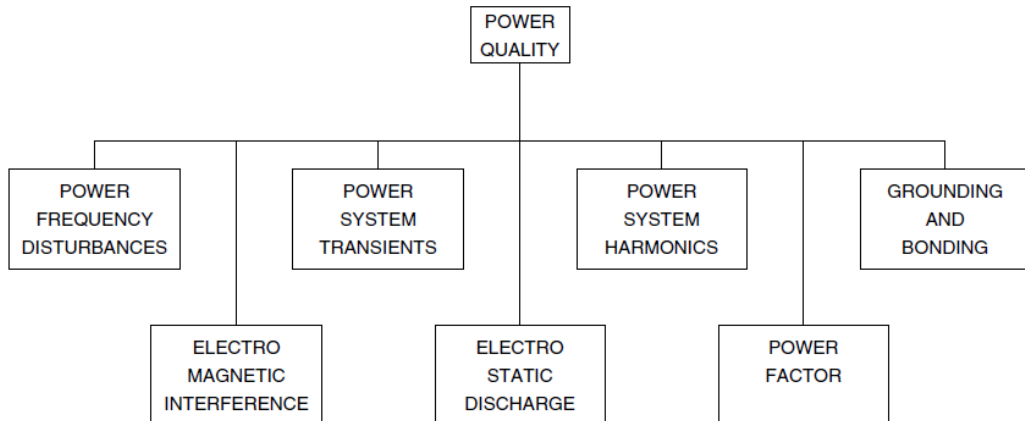 POWER
QUALITY
POWER
FREQUENCY
DISTURBANCES
POWER
SYSTEM
TRANSIENTS
POWER
SYSTEM
HARMONICS
GROUNDING
AND
BONDING
ELECTRO
MAGNETIC
INTERFERENCE
ELECTRO
STATIC
DISCHARGE
POWER
FACTOR